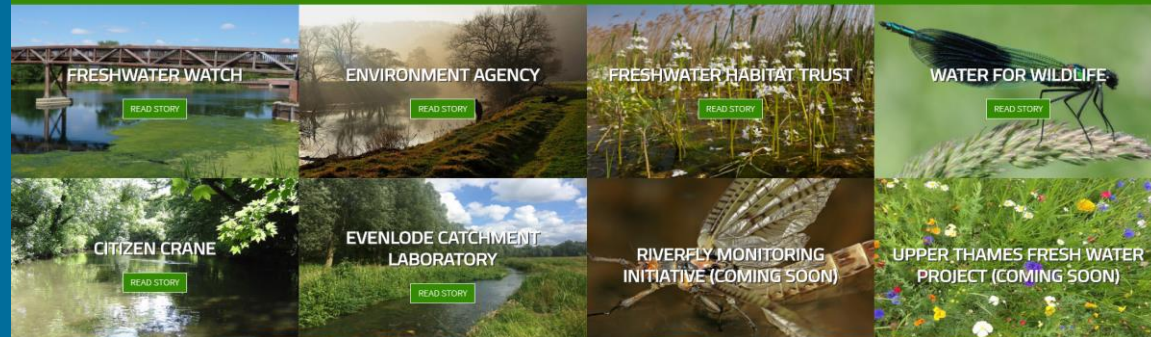 FRESHWATER WATCH
READ STORY
ENVIRONMENT AGENCY
READ STORY
FRESHWATER HABITAT TRUST
READ STORY
WATER FOR WILDLIFE
READ STORY
CITIZEN CRANE
READ STORY
EVENLODE CATCHMENT
LABORATORY
READ STORY
RIVERFLY MONITORING
INITIATIVE (COMING SOON)
UPPER THAMES FRESH WATER
PROJECT (COMING SOON)